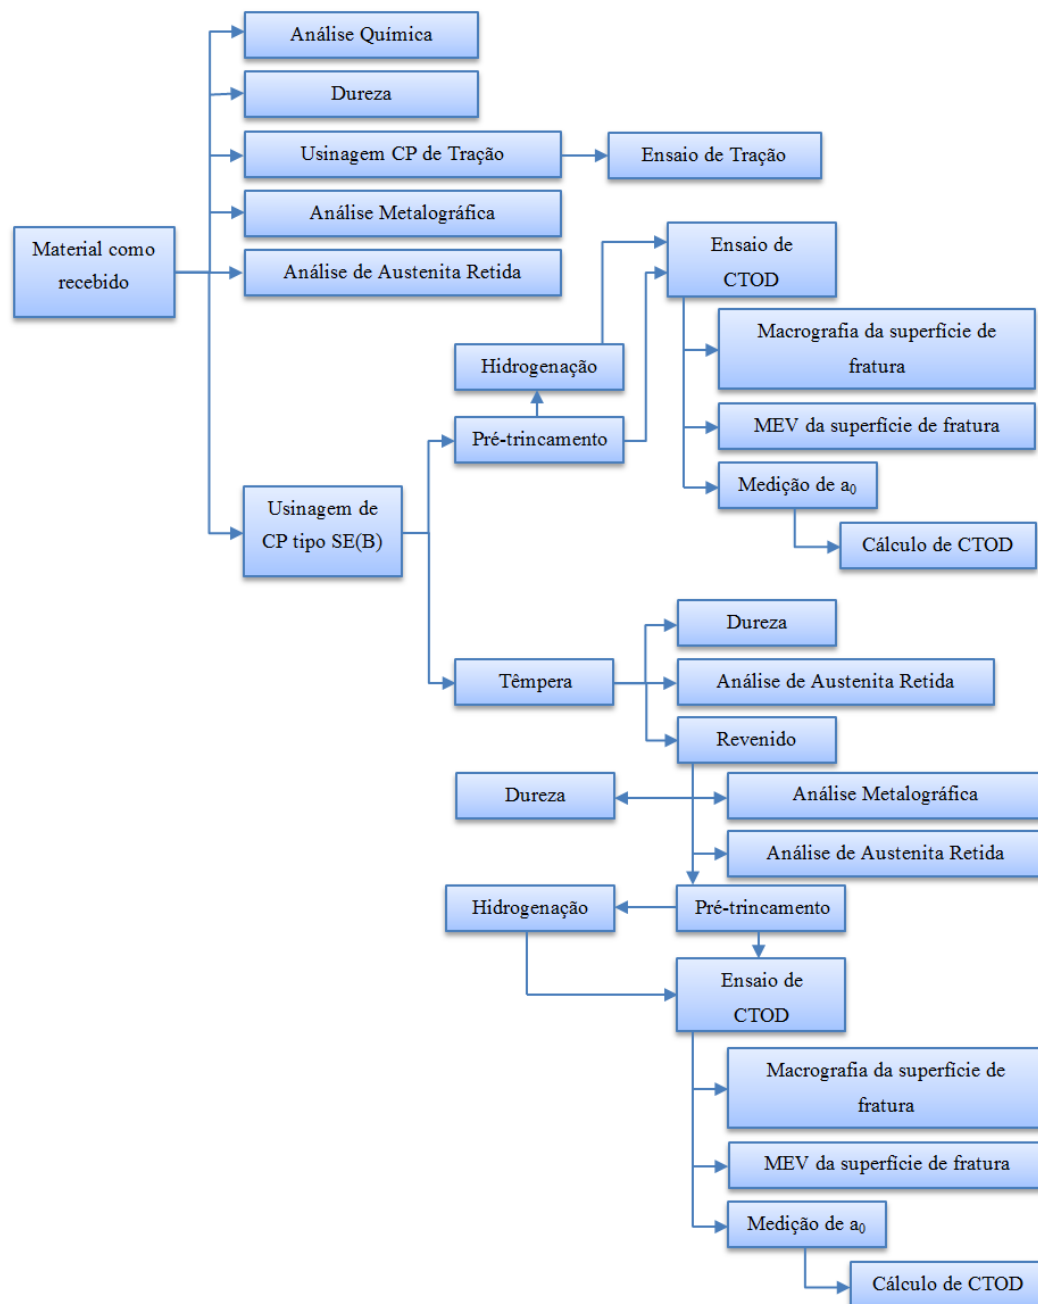 Análise Química
Dureza
Usinagem CP de Tração
Ensaio de Tração
Análise Metalográfica
Material como
recebido
Análise de Austenita Retida
Ensaio de
CTOD
Macrografia da superfície de
fratura
Hidrogenação
MEV da superfície de fratura
Pré-trincamento
Medição de a₀
Usinagem de
CP tipo SE(B)
Cálculo de CTOD
Dureza
Têmpera
Análise de Austenita Retida
Revenido
Dureza
Análise Metalográfica
Análise de Austenita Retida
Hidrogenação
Pré-trincamento
Ensaio de
CTOD
Macrografia da superfície de
fratura
MEV da superfície de fratura
Medição de a₀
Cálculo de CTOD